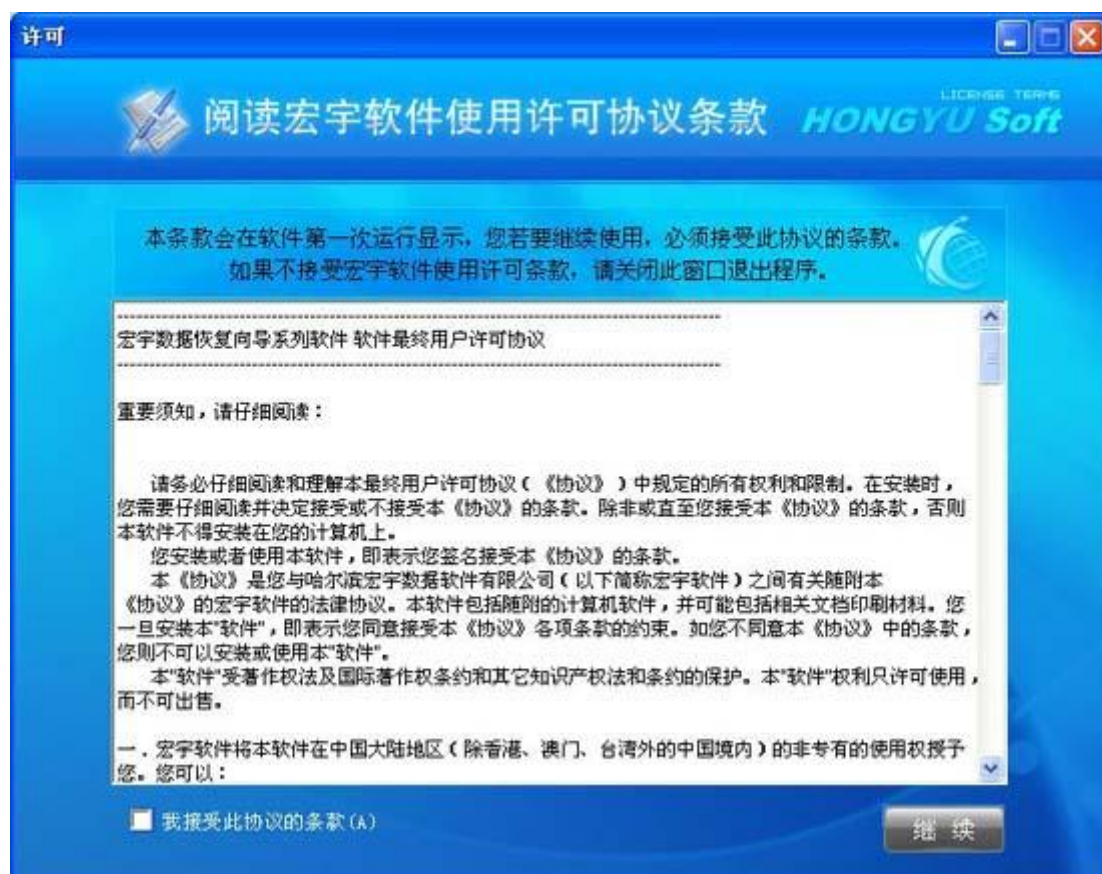 许可
阅读宏宇软件使用许可协议条款
LICENSE TERMS
HONGYU Soft
本条款会在软件第一次运行显示，您若要继续使用，必须接受此协议的条款。
如果不接受宏宇软件使用许可条款，请关闭此窗口退出程序。
宏宇数据恢复向导系列软件 软件最终用户许可协议
重要须知，请仔细阅读：
请务必仔细阅读和理解本最终用户许可协议（《协议》）中规定的所有权利和限制。在安装时，
您需要仔细阅读并决定接受或不接受本《协议》的条款。除非或直至您接受本《协议》的条款，否则
本软件不得安装在您的计算机上。
您安装或者使用本软件，即表示您签名接受本《协议》的条款。
本《协议》是您与哈尔滨宏宇数据软件有限公司（以下简称宏宇软件）之间有关随附本
《协议》的宏宇软件的法律协议。本软件包括随附的计算机软件，并可能包括相关文档印刷材料。您
一旦安装本"软件"，即表示您同意接受本《协议》各项条款的约束。如您不同意本《协议》中的条款，
您则不可以安装或使用本"软件"。
本"软件"受著作权法及国际著作权条约和其它知识产权法和条约的保护。本"软件"权利只许可使用，
而不可出售。
一．宏宇软件将本软件在中国大陆地区（除香港、澳门、台湾外的中国境内）的非专有的使用权授予
您。您可以：
我接受此协议的条款(A)
继 续